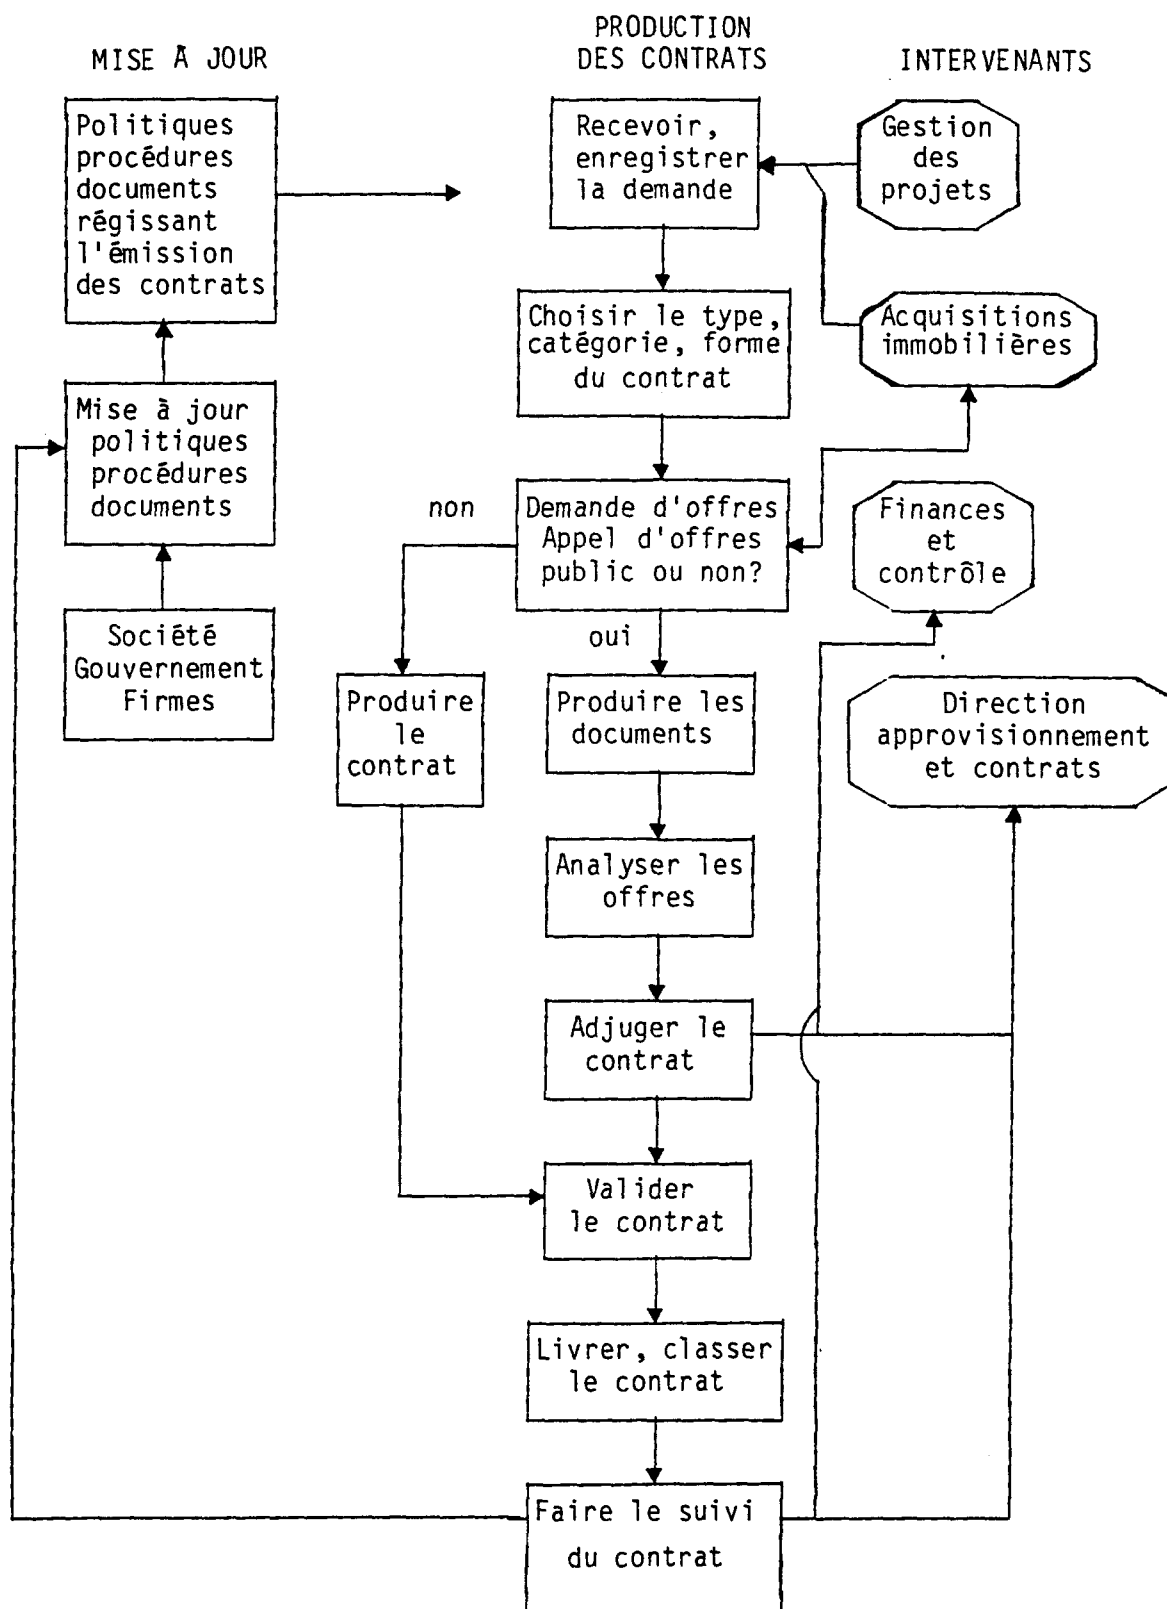 MISE À JOUR
PRODUCTION
DES CONTRATS
INTERVENANTS
Politiques
procédures
documents
régissant
l'émission
des contrats
Mise à jour
politiques
procédures
documents
Société
Gouvernement
Firmes
Recevoir,
enregistrer
la demande
Choisir le type,
catégorie, forme
du contrat
Demande d'offres
Appel d'offres
public ou non?
non
oui
Produire
le
contrat
Produire les
documents
Analyser les
offres
Adjuger le
contrat
Valider
le contrat
Livrer, classer
le contrat
Faire le suivi
du contrat
Gestion
des
projets
Acquisitions
immobilières
Finances
et
contrôle
Direction
approvisionnement
et contrats